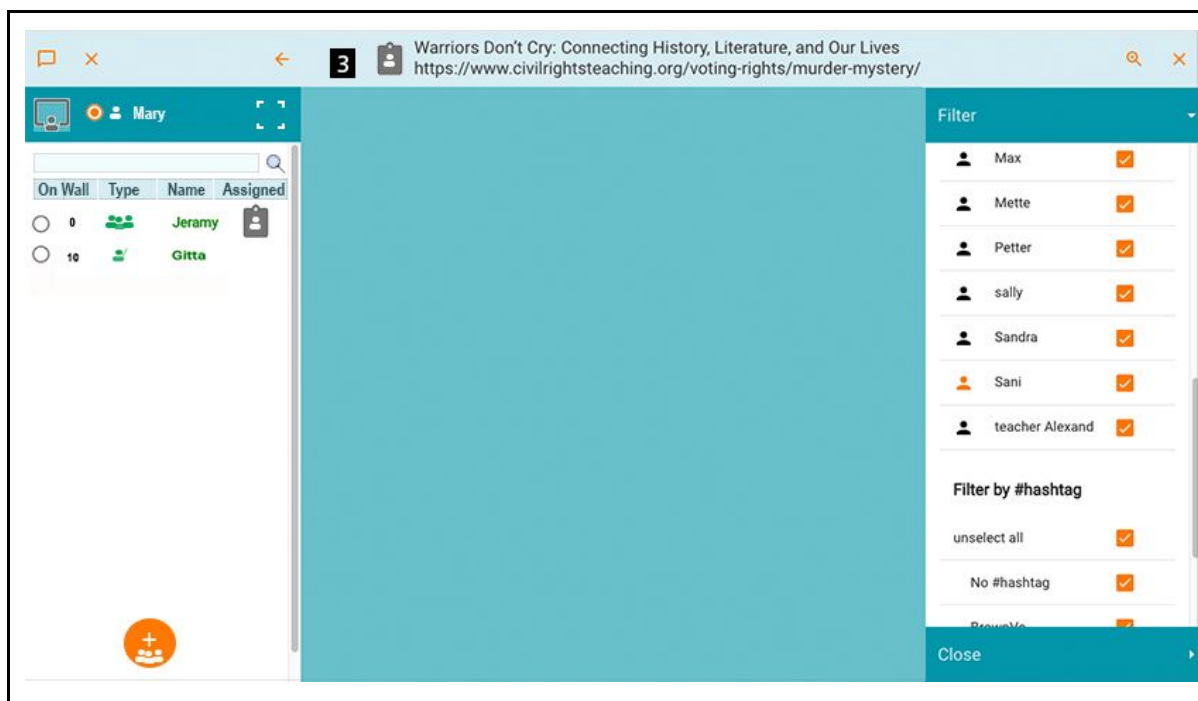 3
Warriors Don't Cry: Connecting History, Literature, and Our Lives
https://www.civilrightsteaching.org/voting-rights/murder-mystery/
Mary
On Wall Type Name Assigned
0 Jeramy
10 Gitta
Filter
Max
Mette
Petter
sally
Sandra
Sani
teacher Alexand
Filter by #hashtag
unselect all
No #hashtag
Close